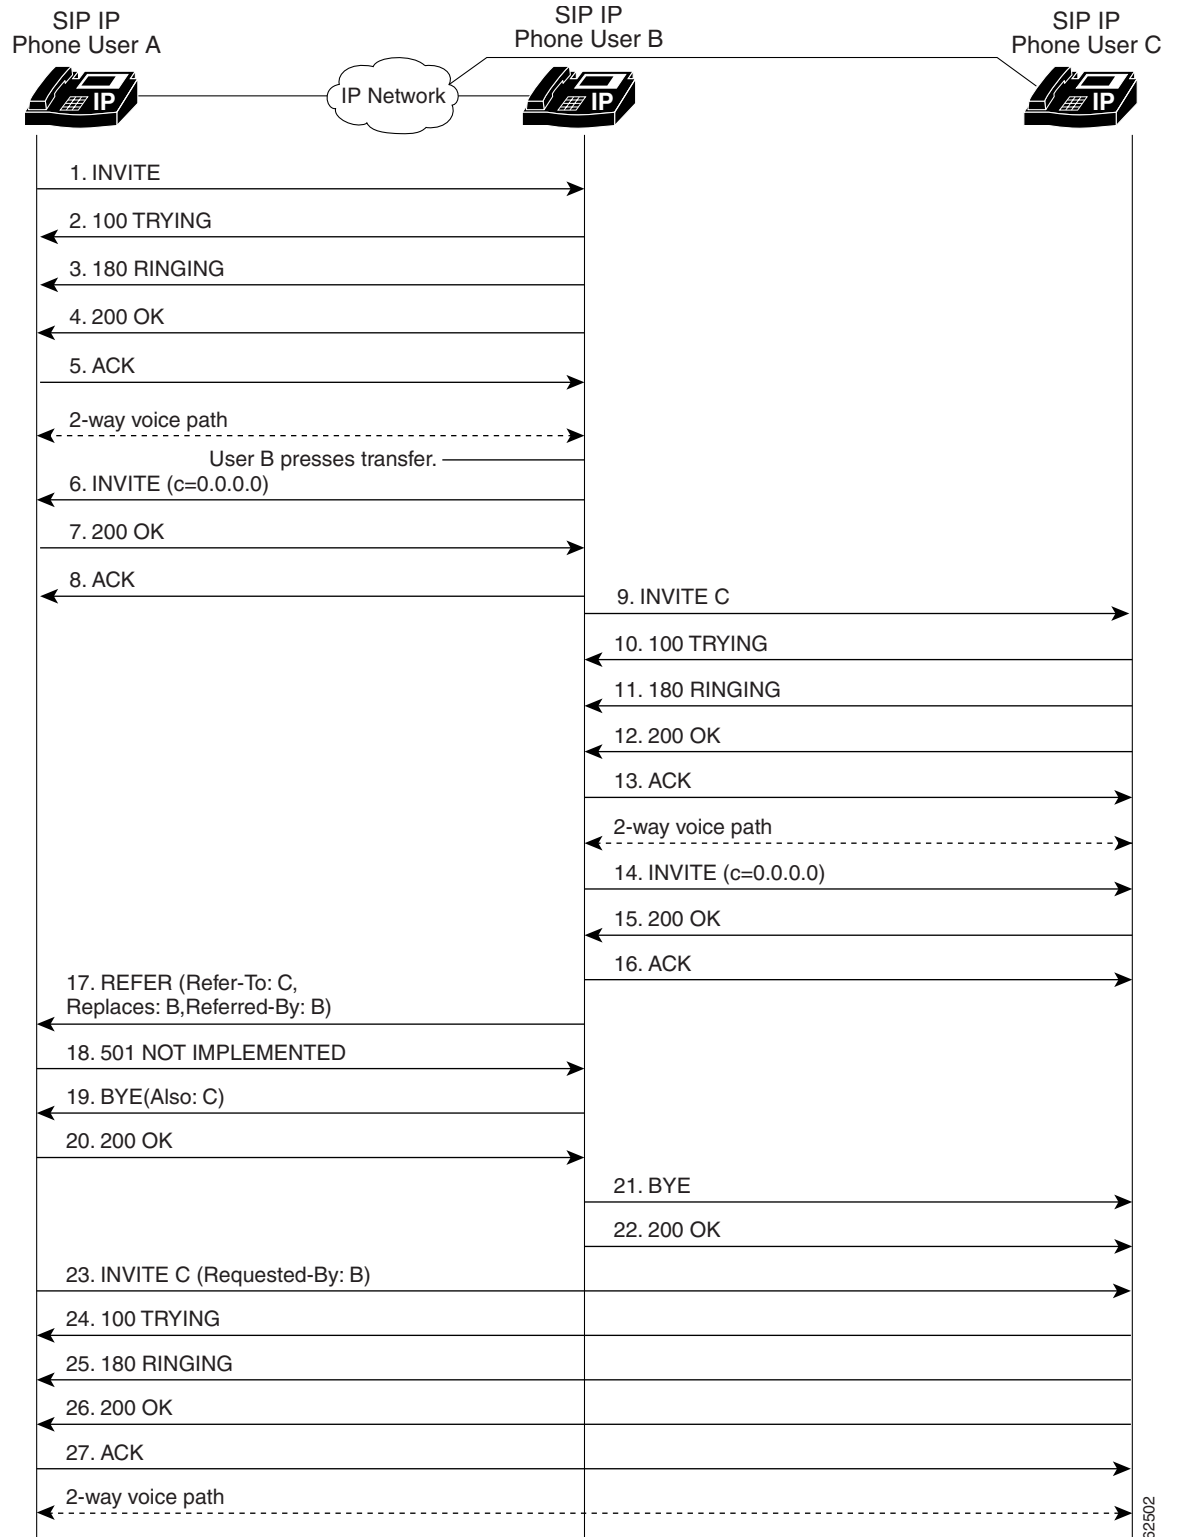 SIP IP
Phone User A
SIP IP
Phone User B
SIP IP
Phone User C
IP
IP Network
IP
IP
1. INVITE
2. 100 TRYING
3. 180 RINGING
4. 200 OK
5. ACK
2-way voice path
User B presses transfer.
6. INVITE (c=0.0.0.0)
7. 200 OK
8. ACK
9. INVITE C
10. 100 TRYING
11. 180 RINGING
12. 200 OK
13. ACK
2-way voice path
14. INVITE (c=0.0.0.0)
15. 200 OK
16. ACK
17. REFER (Refer-To: C,
Replaces: B,Referred-By: B)
18. 501 NOT IMPLEMENTED
19. BYE(Also: C)
20. 200 OK
21. BYE
22. 200 OK
23. INVITE C (Requested-By: B)
24. 100 TRYING
25. 180 RINGING
26. 200 OK
27. ACK
2-way voice path
62502